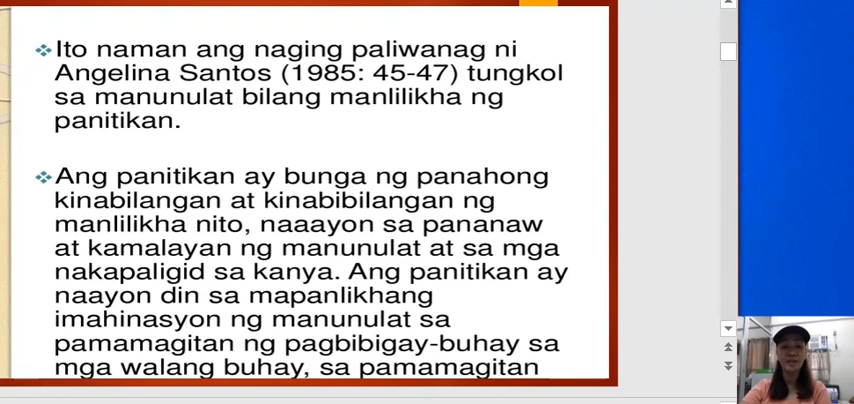 Ito naman ang naging paliwanag ni
Angelina Santos (1985: 45-47) tungkol
sa manunulat bilang manlilikha ng
panitikan.
Ang panitikan ay bunga ng panahong
kinabilangan at kinabibilangan ng
manlilikha nito, naaayon sa pananaw
at kamalayan ng manunulat at sa mga
nakapaligid sa kanya. Ang panitikan ay
naayon din sa mapanlikhang
imahinasyon ng manunulat sa
pamamagitan ng pagbibigay-buhay sa
mga walang buhay, sa pamamagitan